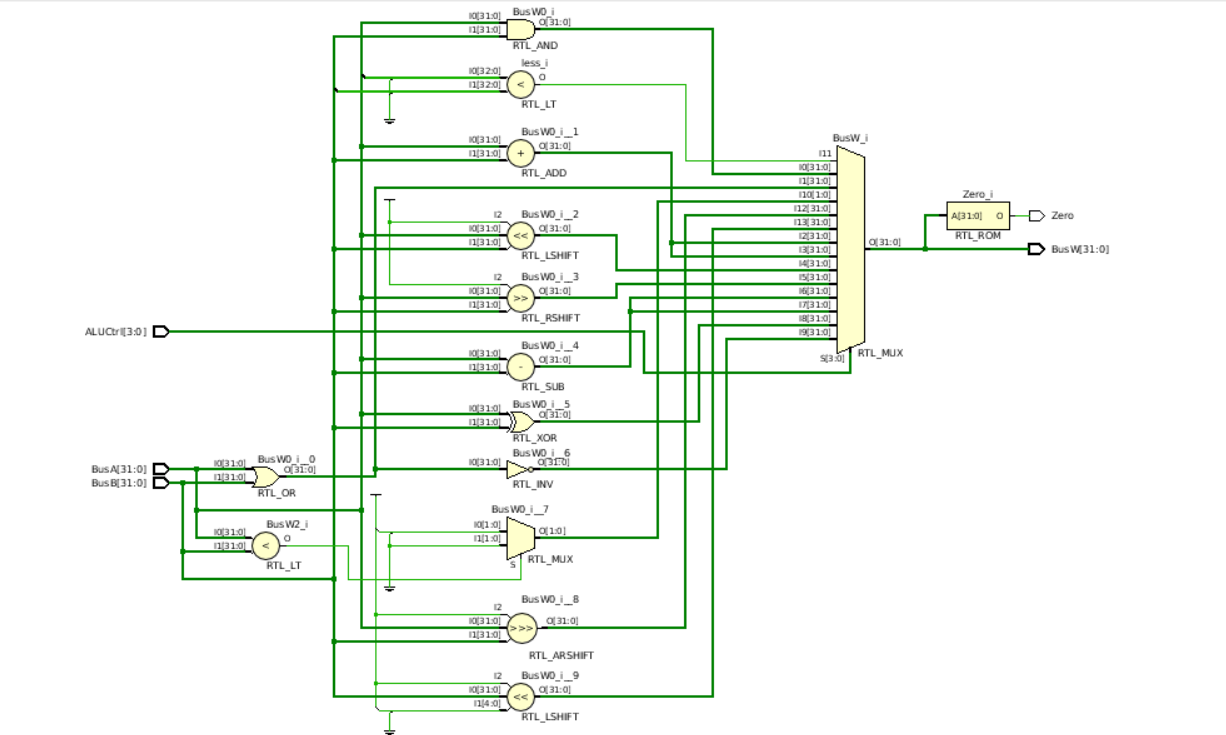 BusW0_i
I0[31:0]
O[31:0]
I1[31:0]
RTL_AND
less_i
I0[32:0]
O
I1[32:0]
<
RTL_LT
BusW0_i__1
I0[31:0]
O[31:0]
I1[31:0]
+
RTL_ADD
BusW_i
I11
I0[31:0]
I1[31:0]
I10[1:0]
I12[31:0]
I13[31:0]
I2[31:0]
I3[31:0]
I4[31:0]
I5[31:0]
I6[31:0]
I7[31:0]
I8[31:0]
I9[31:0]
S[3:0]
O[31:0]
RTL_MUX
Zero_i
A[31:0] O
RTL_ROM
Zero
BusW[31:0]
BusW0_i__2
I2
I0[31:0]
O[31:0]
I1[31:0]
<<
RTL_LSHIFT
BusW0_i__3
I2
I0[31:0]
O[31:0]
I1[31:0]
>>
RTL_RSHIFT
ALUCtrl[3:0]
BusW0_i__4
I0[31:0]
O[31:0]
I1[31:0]
-
RTL_SUB
BusW0_i__5
I0[31:0]
O[31:0]
I1[31:0]
RTL_XOR
BusW0_i__6
I0[31:0]
O[31:0]
RTL_INV
BusA[31:0]
BusB[31:0]
BusW0_i__0
I0[31:0]
O[31:0]
I1[31:0]
RTL_OR
BusW2_i
I0[31:0]
O
I1[31:0]
<
RTL_LT
BusW0_i__7
I0[1:0]
O[1:0]
I1[1:0]
S
RTL_MUX
BusW0_i__8
I2
I0[31:0]
O[31:0]
I1[31:0]
>>>
RTL_ARSHIFT
BusW0_i__9
I2
I0[31:0]
O[31:0]
I1[4:0]
<<
RTL_LSHIFT